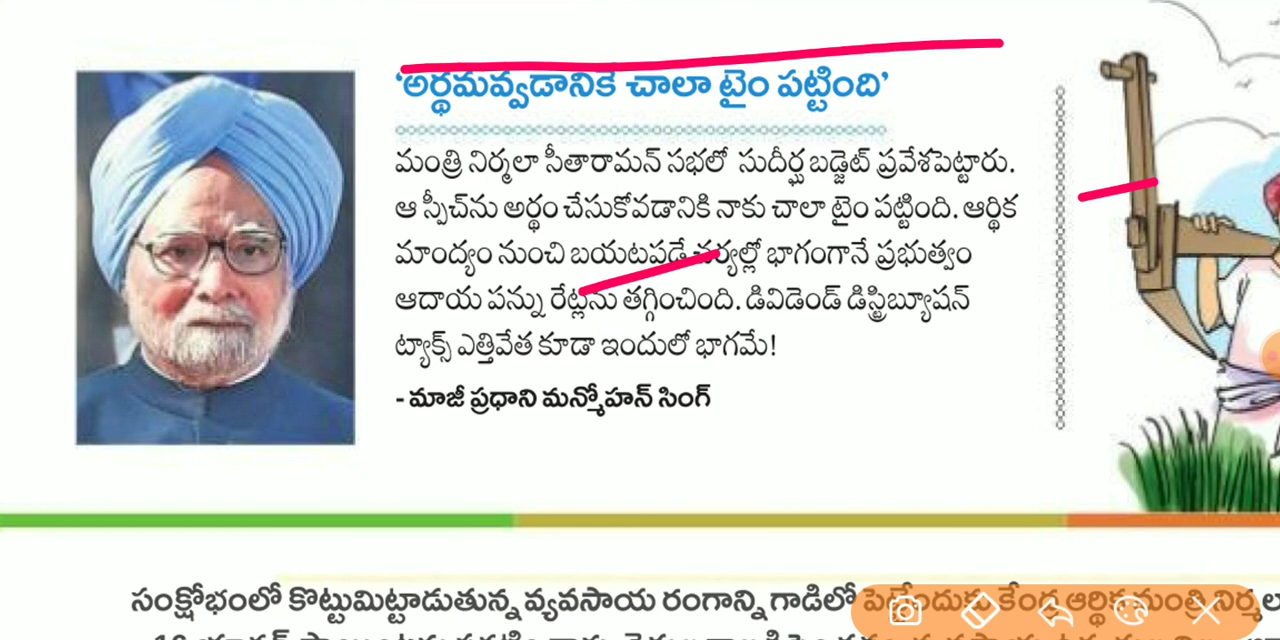 ‘అర్థమవ్వడానికి చాలా టైం పట్టింది’
మంత్రి నిర్మలా సీతారామన్ సభలో సుదీర్ఘ బడ్జెట్ ప్రవేశపెట్టారు.
ఆ స్పీచ్‌ను అర్థం చేసుకోవడానికి నాకు చాలా టైం పట్టింది. ఆర్థిక
మాంద్యం నుంచి బయటపడే చర్యల్లో భాగంగానే ప్రభుత్వం
ఆదాయ పన్ను రేట్లను తగ్గించింది. డివిడెండ్ డిస్ట్రిబ్యూషన్
ట్యాక్స్ ఎత్తివేత కూడా ఇందులో భాగమే!
- మాజీ ప్రధాని మన్మోహన్ సింగ్
సంక్షోభంలో కొట్టుమిట్టాడుతున్న వ్యవసాయ రంగాన్ని గాడిలో పెట్టేందుకు కేంద్ర ఆర్థిక మంత్రి నిర్మలా